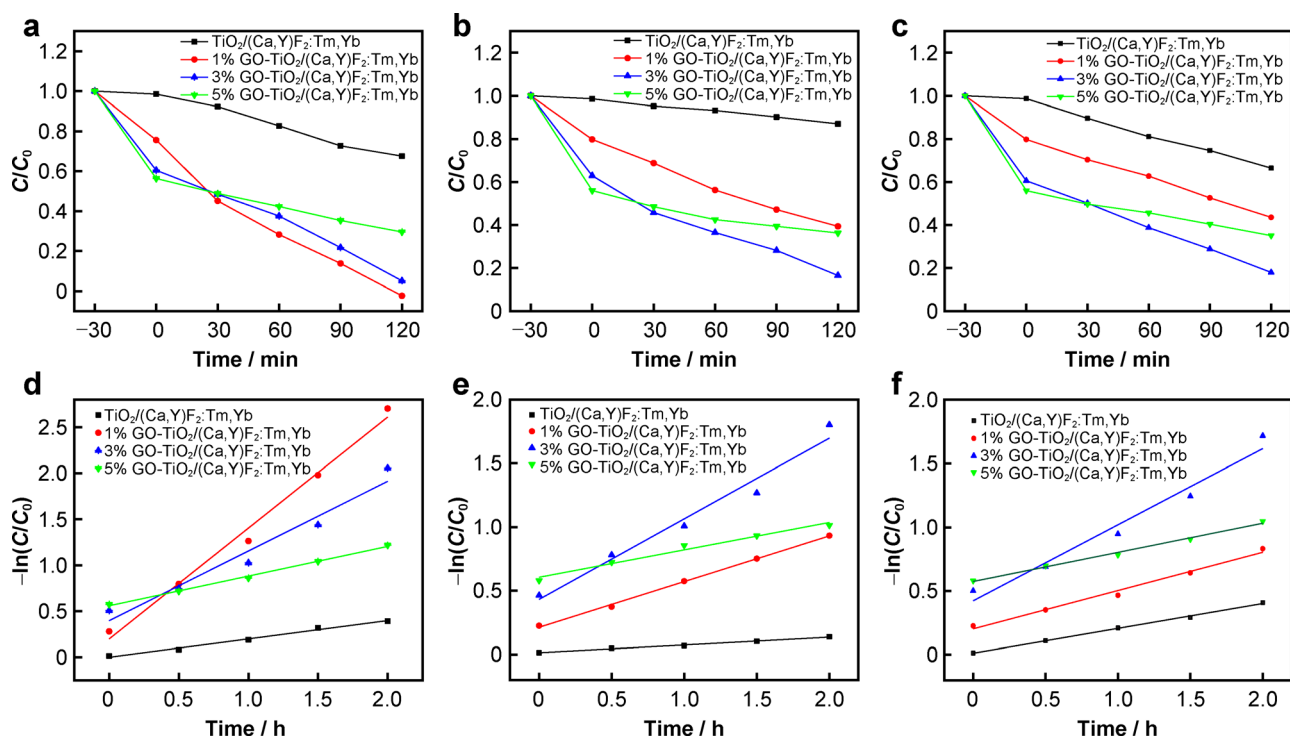 a
TiO₂/(Ca,Y)F₂:Tm,Yb
1% GO-TiO₂/(Ca,Y)F₂:Tm,Yb
3% GO-TiO₂/(Ca,Y)F₂:Tm,Yb
5% GO-TiO₂/(Ca,Y)F₂:Tm,Yb
C/C₀
1.2
1.0
0.8
0.6
0.4
0.2
0
−30 0 30 60 90 120
Time / min
b
TiO₂/(Ca,Y)F₂:Tm,Yb
1% GO-TiO₂/(Ca,Y)F₂:Tm,Yb
3% GO-TiO₂/(Ca,Y)F₂:Tm,Yb
5% GO-TiO₂/(Ca,Y)F₂:Tm,Yb
C/C₀
1.2
1.0
0.8
0.6
0.4
0.2
0
−30 0 30 60 90 120
Time / min
c
TiO₂/(Ca,Y)F₂:Tm,Yb
1% GO-TiO₂/(Ca,Y)F₂:Tm,Yb
3% GO-TiO₂/(Ca,Y)F₂:Tm,Yb
5% GO-TiO₂/(Ca,Y)F₂:Tm,Yb
C/C₀
1.2
1.0
0.8
0.6
0.4
0.2
0
−30 0 30 60 90 120
Time / min
d
TiO₂/(Ca,Y)F₂:Tm,Yb
1% GO-TiO₂/(Ca,Y)F₂:Tm,Yb
3% GO-TiO₂/(Ca,Y)F₂:Tm,Yb
5% GO-TiO₂/(Ca,Y)F₂:Tm,Yb
−ln(C/C₀)
2.5
2.0
1.5
1.0
0.5
0
0 0.5 1.0 1.5 2.0
Time / h
e
TiO₂/(Ca,Y)F₂:Tm,Yb
1% GO-TiO₂/(Ca,Y)F₂:Tm,Yb
3% GO-TiO₂/(Ca,Y)F₂:Tm,Yb
5% GO-TiO₂/(Ca,Y)F₂:Tm,Yb
−ln(C/C₀)
2.0
1.5
1.0
0.5
0
0 0.5 1.0 1.5 2.0
Time / h
f
TiO₂/(Ca,Y)F₂:Tm,Yb
1% GO-TiO₂/(Ca,Y)F₂:Tm,Yb
3% GO-TiO₂/(Ca,Y)F₂:Tm,Yb
5% GO-TiO₂/(Ca,Y)F₂:Tm,Yb
−ln(C/C₀)
2.0
1.5
1.0
0.5
0
0 0.5 1.0 1.5 2.0
Time / h